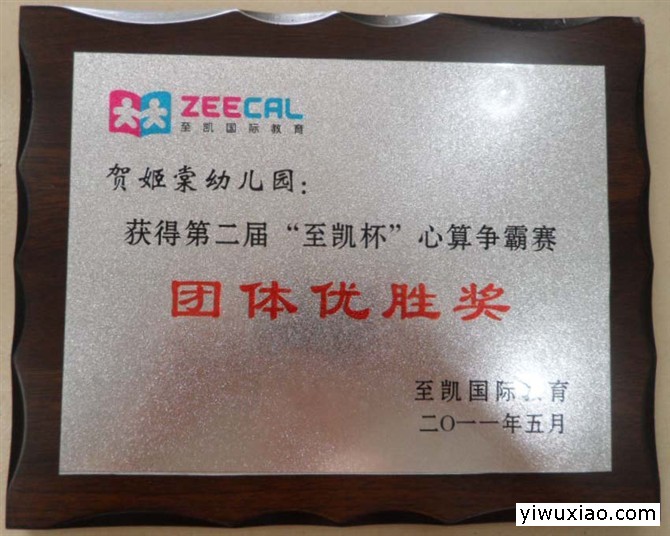 ZEECAL
至凯国际教育
贺姬棠幼儿园：
获得第二届“至凯杯”心算争霸赛
团体优胜奖
至凯国际教育
二〇一一年五月
yiwuxiao.com